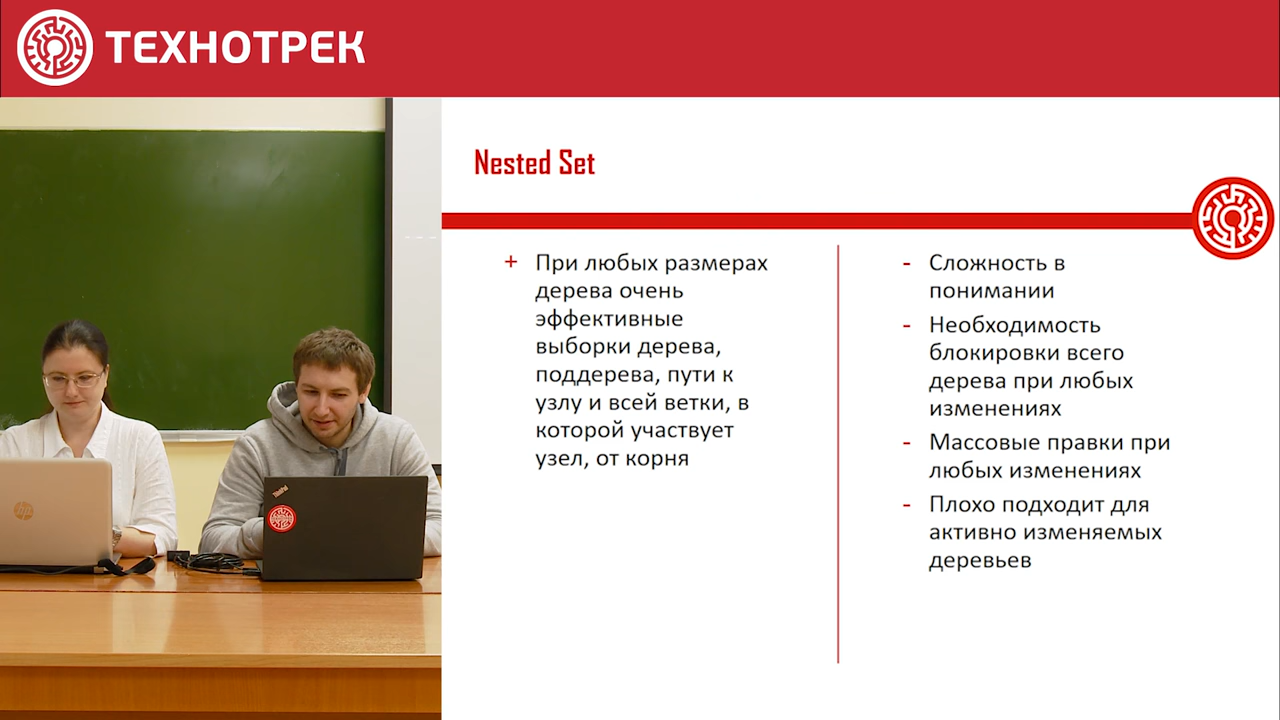 ТЕХНОТРЕК
Nested Set
+ При любых размерах
дерева очень
эффективные
выборки дерева,
поддерева, пути к
узлу и всей ветки, в
которой участвует
узел, от корня
- Сложность в
понимании
- Необходимость
блокировки всего
дерева при любых
изменениях
- Массовые правки при
любых изменениях
- Плохо подходит для
активно изменяемых
деревьев
hp
ThinkPad